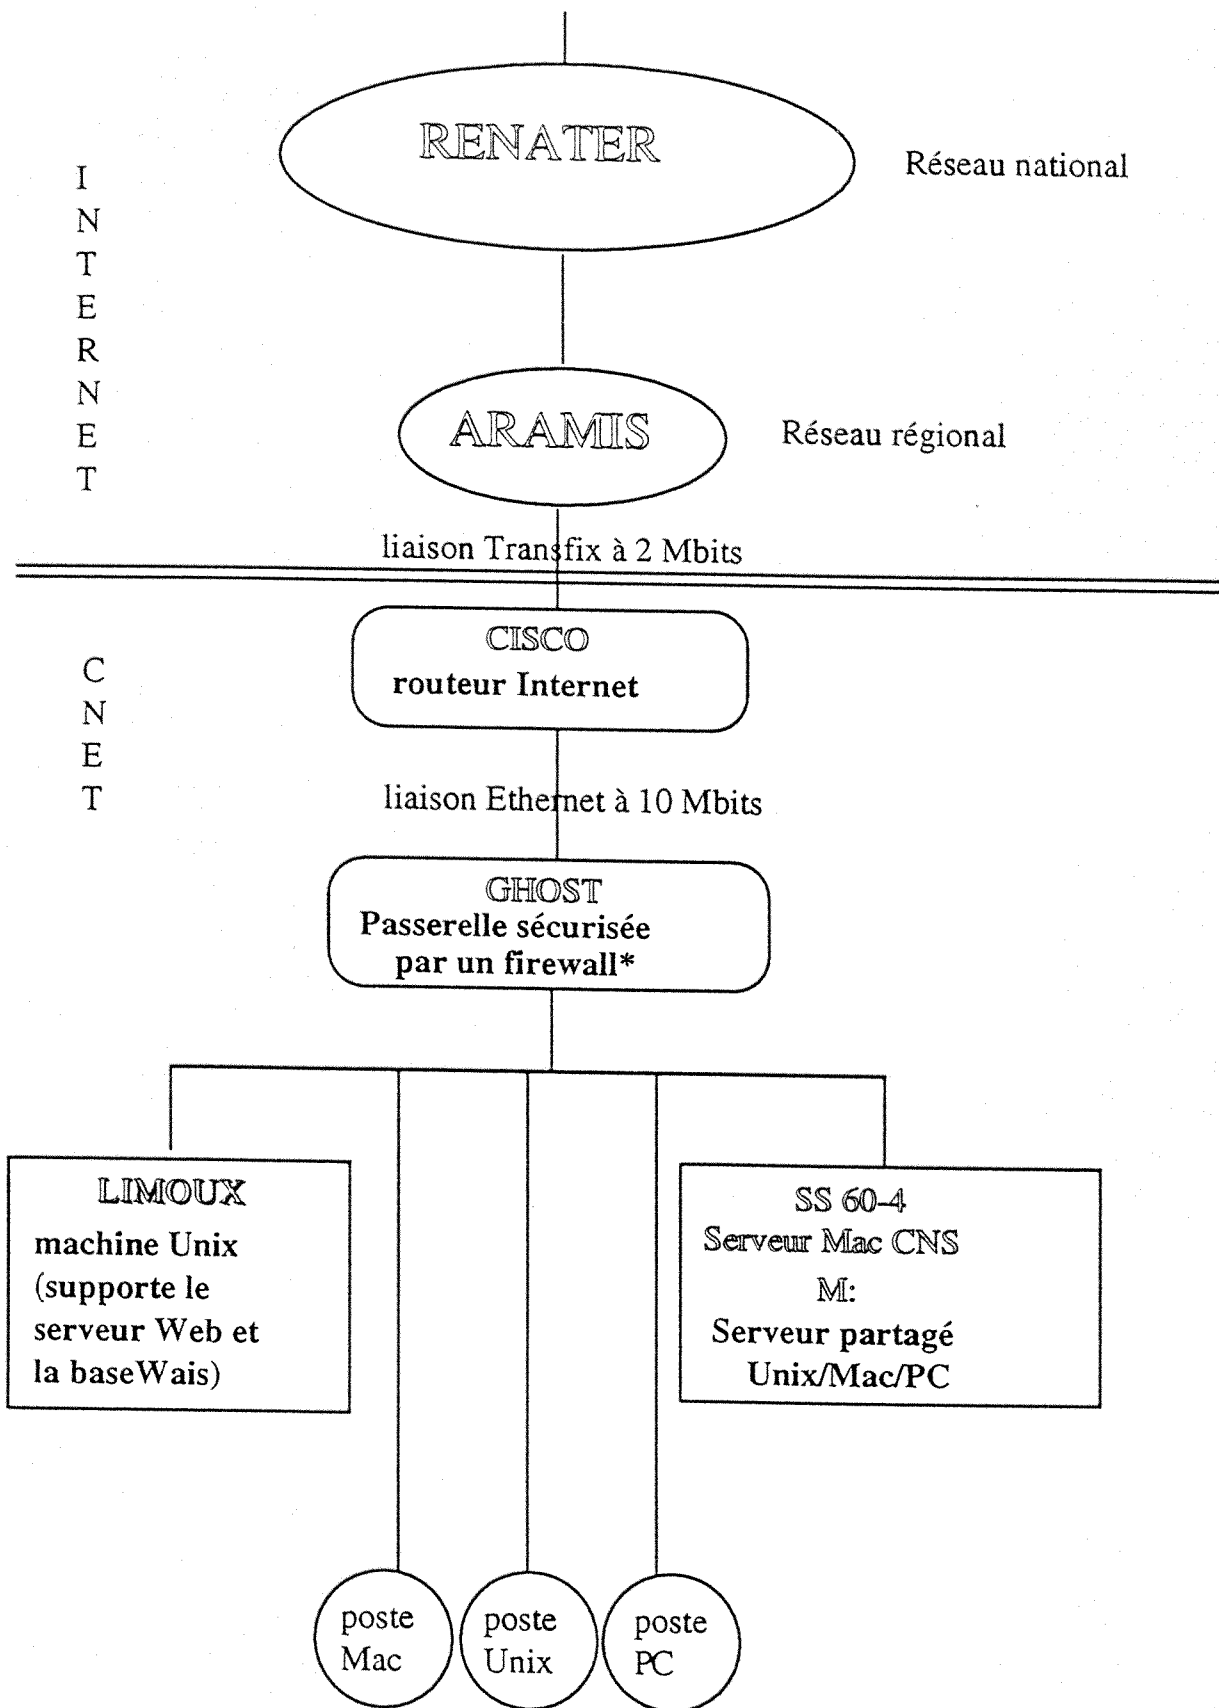 RENATER
Réseau national
INTERNET
ARAMIS
Réseau régional
liaison Transfix à 2 Mbits
CISCO
routeur Internet
CNET
liaison Ethernet à 10 Mbits
GHOST
Passerelle sécurisée
par un firewall*
LIMOUX
machine Unix
(supporte le
serveur Web et
la baseWais)
SS 60-4
Serveur Mac CNS
M:
Serveur partagé
Unix/Mac/PC
poste
Mac
poste
Unix
poste
PC